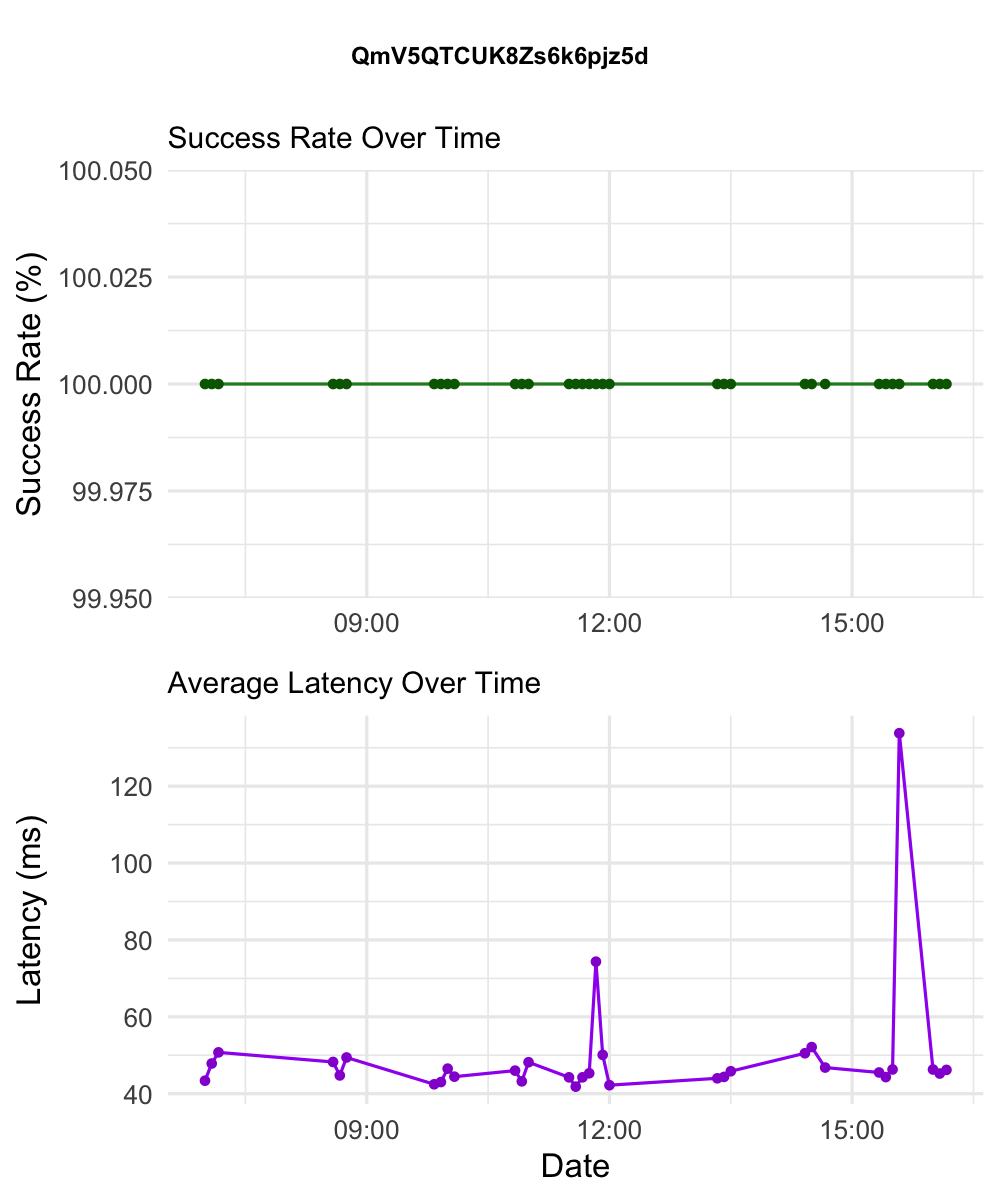 QmV5QTCUK8Zs6k6pjz5d
Success Rate Over Time
Success Rate (%)
100.050
100.025
100.000
99.975
99.950
09:00 12:00 15:00
Average Latency Over Time
Latency (ms)
120
100
80
60
40
09:00 12:00 15:00
Date